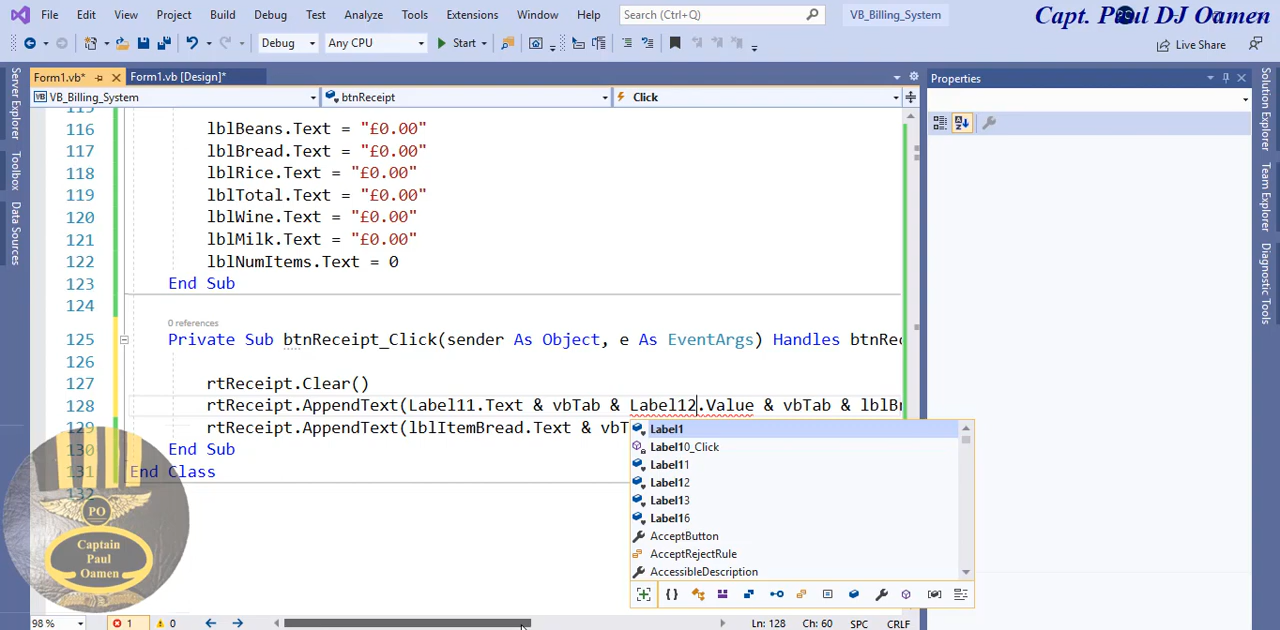 File Edit View Project Build Debug Test Analyze Tools Extensions Window Help Search (Ctrl+Q) VB_Billing_System
Capt. Paul DJ Oamen
Debug Any CPU Start Live Share
Form1.vb* Form1.vb [Design]* Properties
VB_Billing_System btnReceipt Click
Server Explorer
Toolbox
Data Sources
Solution Explorer
Team Explorer
Diagnostic Tools
115
116 lblBeans.Text = "£0.00"
117 lblBread.Text = "£0.00"
118 lblRice.Text = "£0.00"
119 lblTotal.Text = "£0.00"
120 lblWine.Text = "£0.00"
121 lblMilk.Text = "£0.00"
122 lblNumItems.Text = 0
123 End Sub
124
0 references
125 Private Sub btnReceipt_Click(sender As Object, e As EventArgs) Handles btnRec
126
127 rtReceipt.Clear()
128 rtReceipt.AppendText(Label11.Text & vbTab & Label12.Value & vbTab & lblBr
129 rtReceipt.AppendText(lblItemBread.Text & vbT
130 End Sub
131 End Class
132
Label1
Label10_Click
Label11
Label12
Label13
Label16
AcceptButton
AcceptRejectRule
AccessibleDescription
PO
Captain
Paul
Oamen
98 % 1 0 Ln: 128 Ch: 60 SPC CRLF